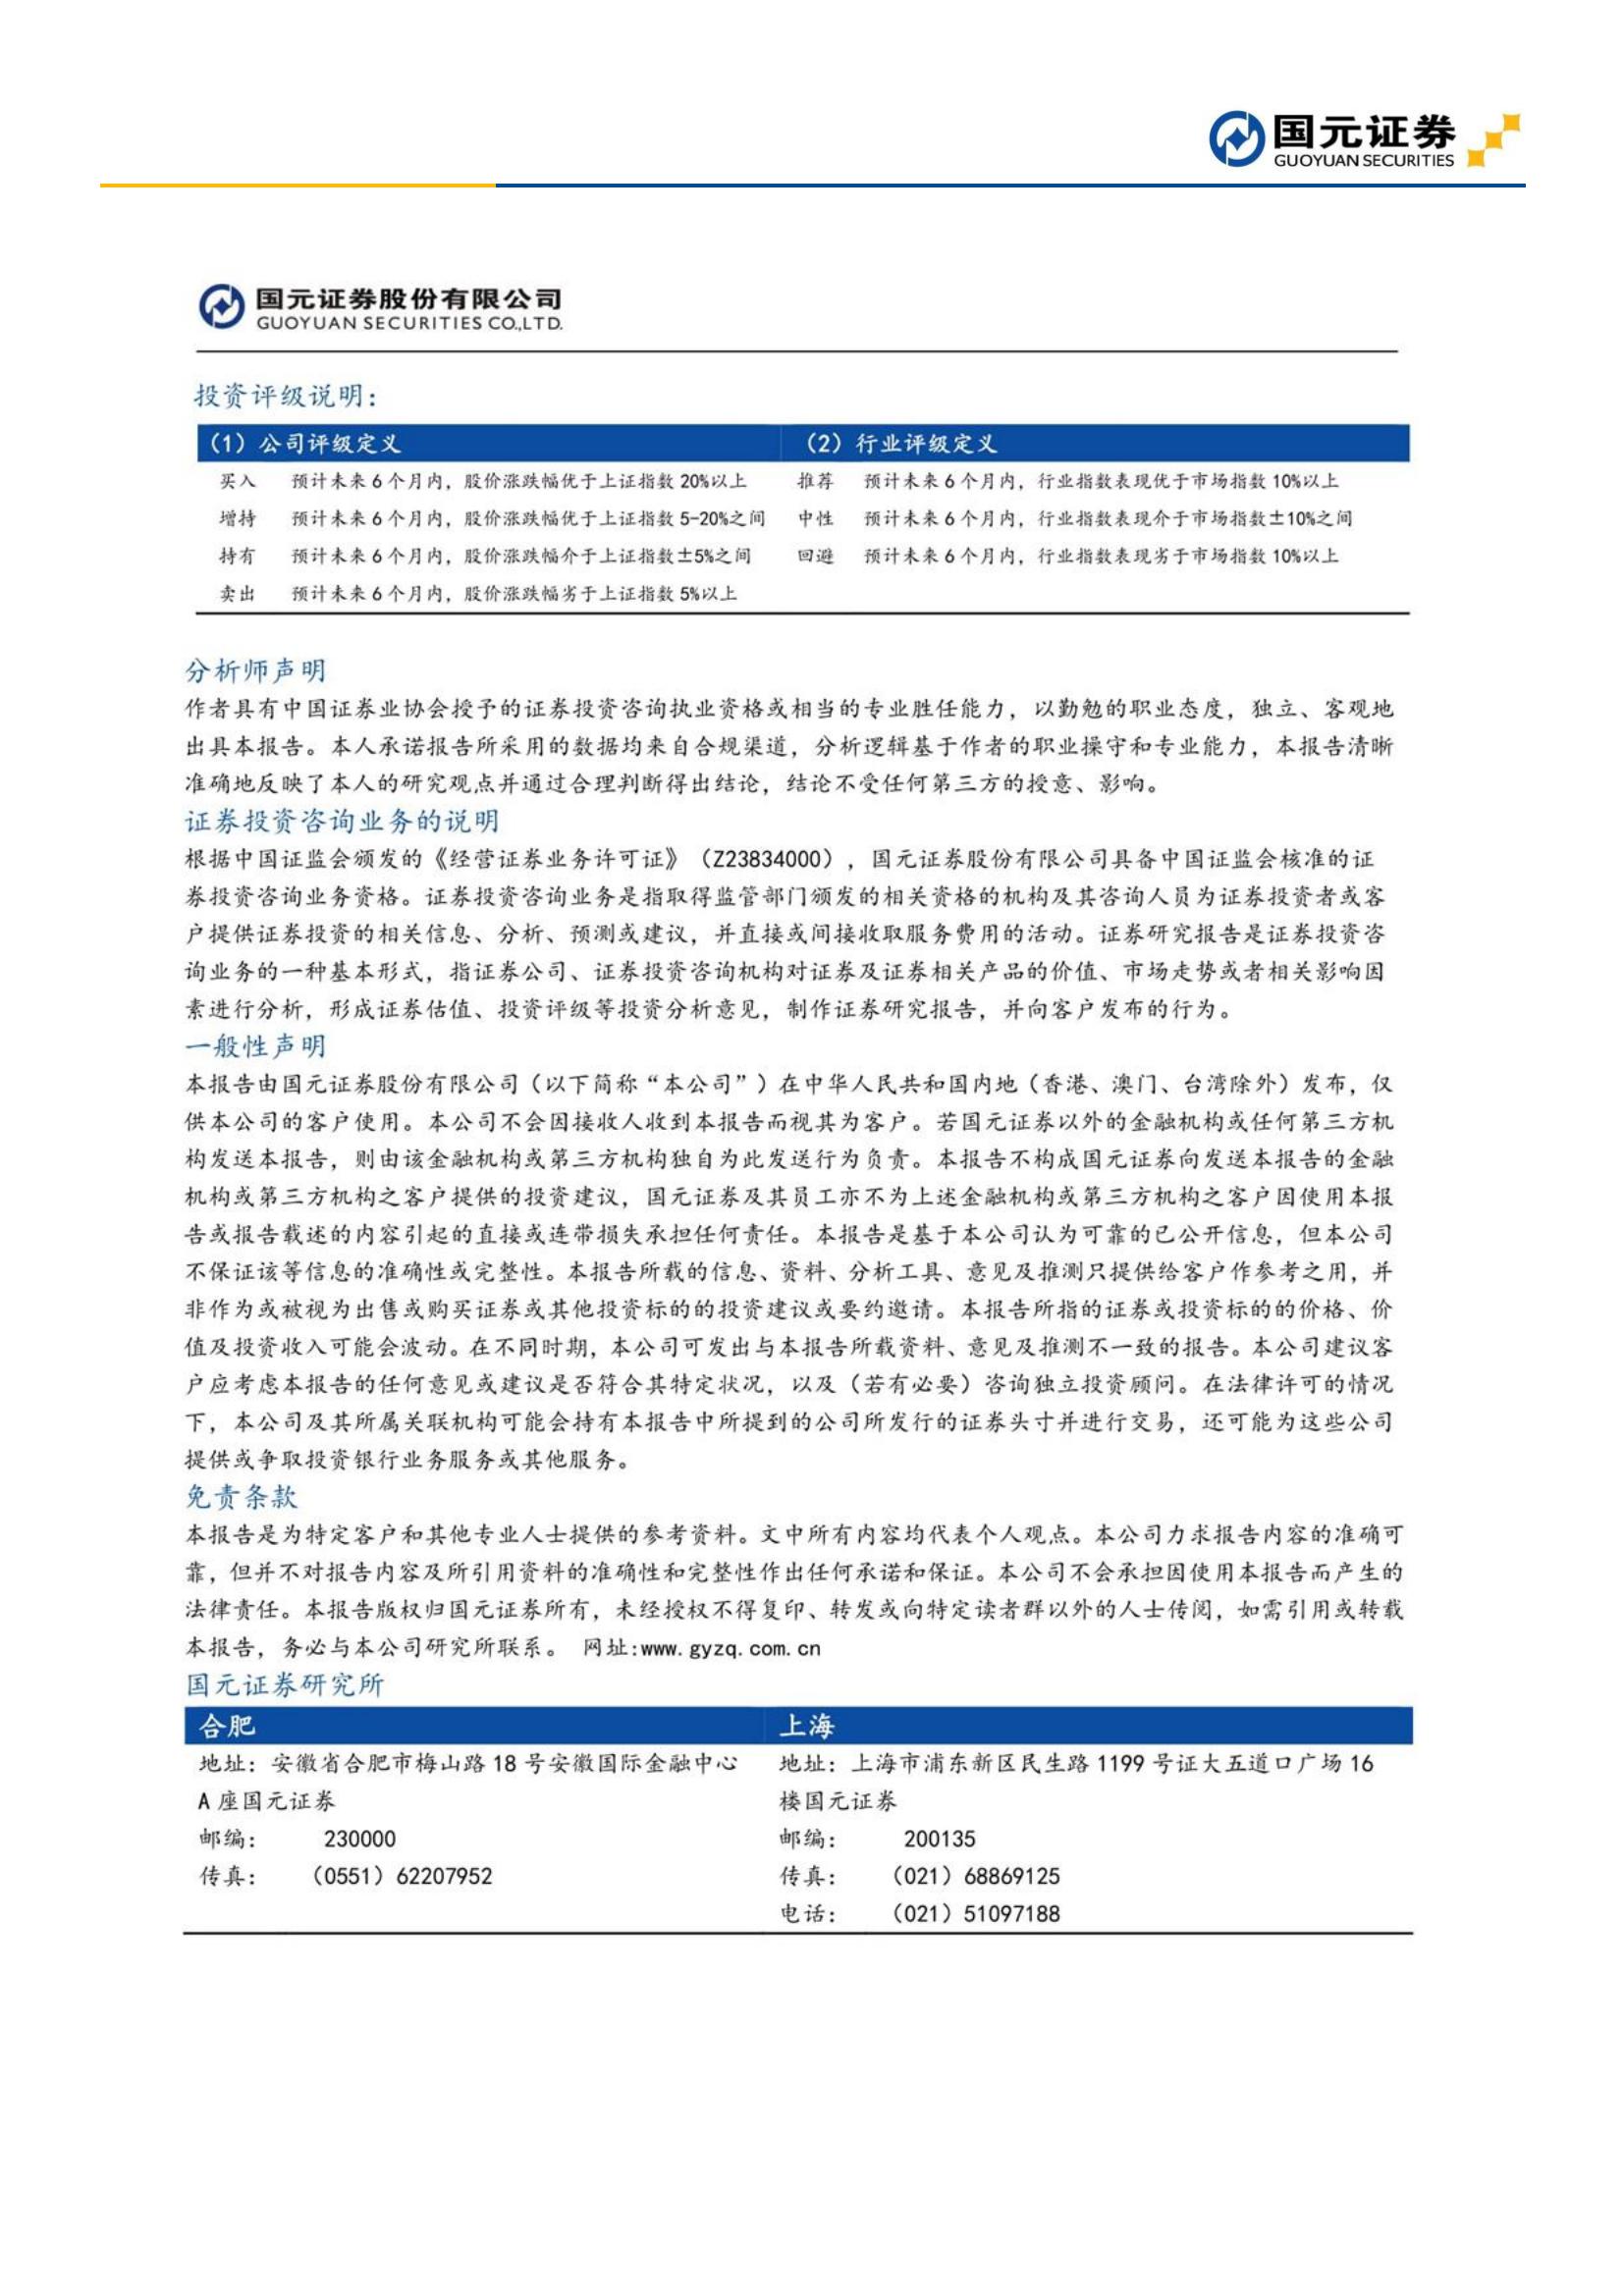 国元证券
GUOYUAN SECURITIES
国元证券股份有限公司
GUOYUAN SECURITIES CO.,LTD.
投资评级说明：
（1）公司评级定义 （2）行业评级定义
买入 预计未来 6 个月内，股价涨跌幅优于上证指数 20%以上 推荐 预计未来 6 个月内，行业指数表现优于市场指数 10%以上
增持 预计未来 6 个月内，股价涨跌幅优于上证指数 5-20%之间 中性 预计未来 6 个月内，行业指数表现介于市场指数±10%之间
持有 预计未来 6 个月内，股价涨跌幅介于上证指数±5%之间 回避 预计未来 6 个月内，行业指数表现劣于市场指数 10%以上
卖出 预计未来 6 个月内，股价涨跌幅劣于上证指数 5%以上
分析师声明
作者具有中国证券业协会授予的证券投资咨询执业资格或相当的专业胜任能力，以勤勉的职业态度，独立、客观地
出具本报告。本人承诺报告所采用的数据均来自合规渠道，分析逻辑基于作者的职业操守和专业能力，本报告清晰
准确地反映了本人的研究观点并通过合理判断得出结论，结论不受任何第三方的授意、影响。
证券投资咨询业务的说明
根据中国证监会颁发的《经营证券业务许可证》（Z23834000），国元证券股份有限公司具备中国证监会核准的证
券投资咨询业务资格。证券投资咨询业务是指取得监管部门颁发的相关资格的机构及其咨询人员为证券投资者或客
户提供证券投资的相关信息、分析、预测或建议，并直接或间接收取服务费用的活动。证券研究报告是证券投资咨
询业务的一种基本形式，指证券公司、证券投资咨询机构对证券及证券相关产品的价值、市场走势或者相关影响因
素进行分析，形成证券估值、投资评级等投资分析意见，制作证券研究报告，并向客户发布的行为。
一般性声明
本报告由国元证券股份有限公司（以下简称“本公司”）在中华人民共和国内地（香港、澳门、台湾除外）发布，仅
供本公司的客户使用。本公司不会因接收人收到本报告而视其为客户。若国元证券以外的金融机构或任何第三方机
构发送本报告，则由该金融机构或第三方机构独自为此发送行为负责。本报告不构成国元证券向发送本报告的金融
机构或第三方机构之客户提供的投资建议，国元证券及其员工亦不为上述金融机构或第三方机构之客户因使用本报
告或报告载述的内容引起的直接或连带损失承担任何责任。本报告是基于本公司认为可靠的已公开信息，但本公司
不保证该等信息的准确性或完整性。本报告所载的信息、资料、分析工具、意见及推测只提供给客户作参考之用，并
非作为或被视为出售或购买证券或其他投资标的的投资建议或要约邀请。本报告所指的证券或投资标的的价格、价
值及投资收入可能会波动。在不同时期，本公司可发出与本报告所载资料、意见及推测不一致的报告。本公司建议客
户应考虑本报告的任何意见或建议是否符合其特定状况，以及（若有必要）咨询独立投资顾问。在法律许可的情况
下，本公司及其所属关联机构可能会持有本报告中所提到的公司所发行的证券头寸并进行交易，还可能为这些公司
提供或争取投资银行业务服务或其他服务。
免责条款
本报告是为特定客户和其他专业人士提供的参考资料。文中所有内容均代表个人观点。本公司力求报告内容的准确可
靠，但并不对报告内容及所引用资料的准确性和完整性作出任何承诺和保证。本公司不会承担因使用本报告而产生的
法律责任。本报告版权归国元证券所有，未经授权不得复印、转发或向特定读者群以外的人士传阅，如需引用或转载
本报告，务必与本公司研究所联系。 网址:www.gyzq.com.cn
国元证券研究所
合肥 上海
地址：安徽省合肥市梅山路 18 号安徽国际金融中心 地址：上海市浦东新区民生路 1199 号证大五道口广场 16
A 座国元证券 楼国元证券
邮编： 230000 邮编： 200135
传真： （0551）62207952 传真： （021）68869125
电话： （021）51097188